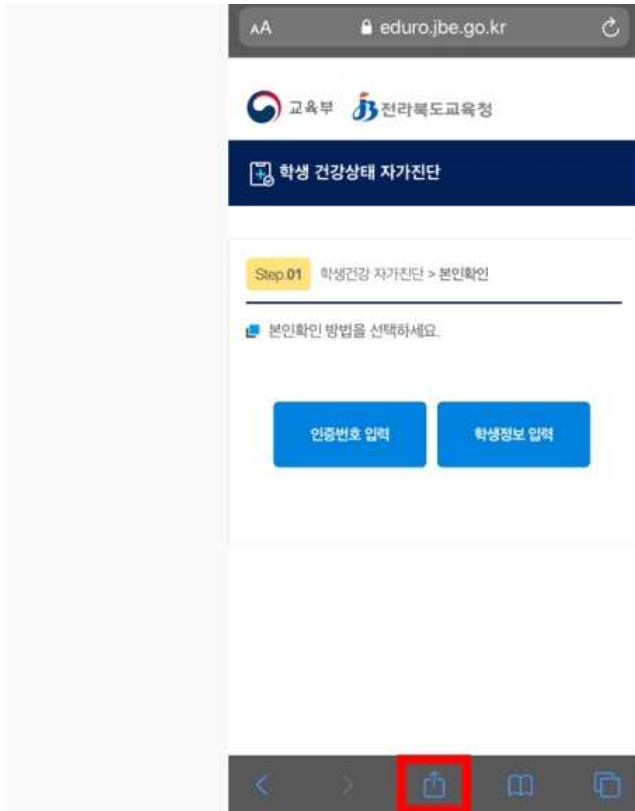 AA eduro.jbe.go.kr
교육부 전라북도교육청
학생 건강상태 자가진단
Step.01 학생건강 자가진단 > 본인확인
본인확인 방법을 선택하세요.
인증번호 입력 학생정보 입력